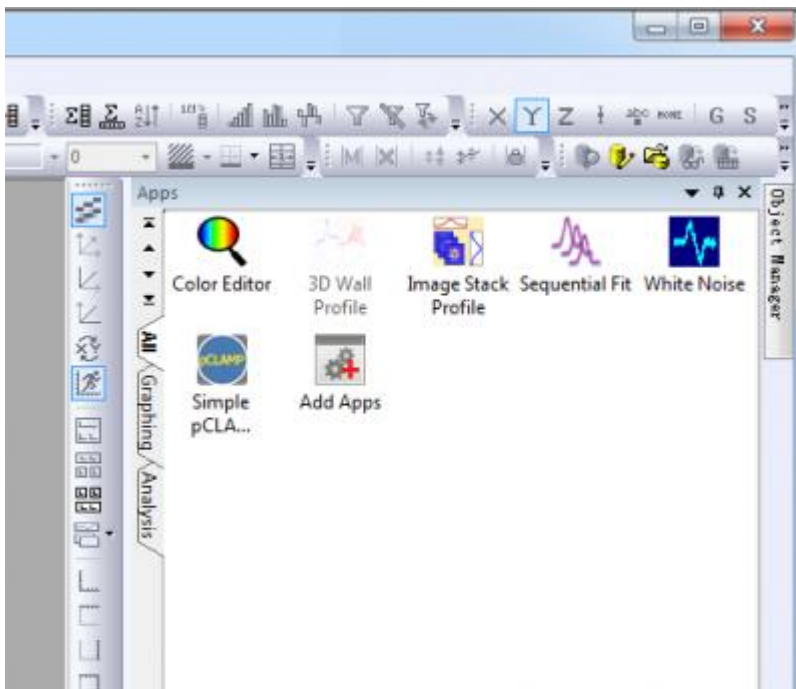 X Y Z
G S
0
Apps
Object Manager
Color Editor
3D Wall
Profile
Image Stack
Profile
Sequential Fit
White Noise
pCLAMP
Simple
pCLA...
Add Apps
All
Graphing
Analysis